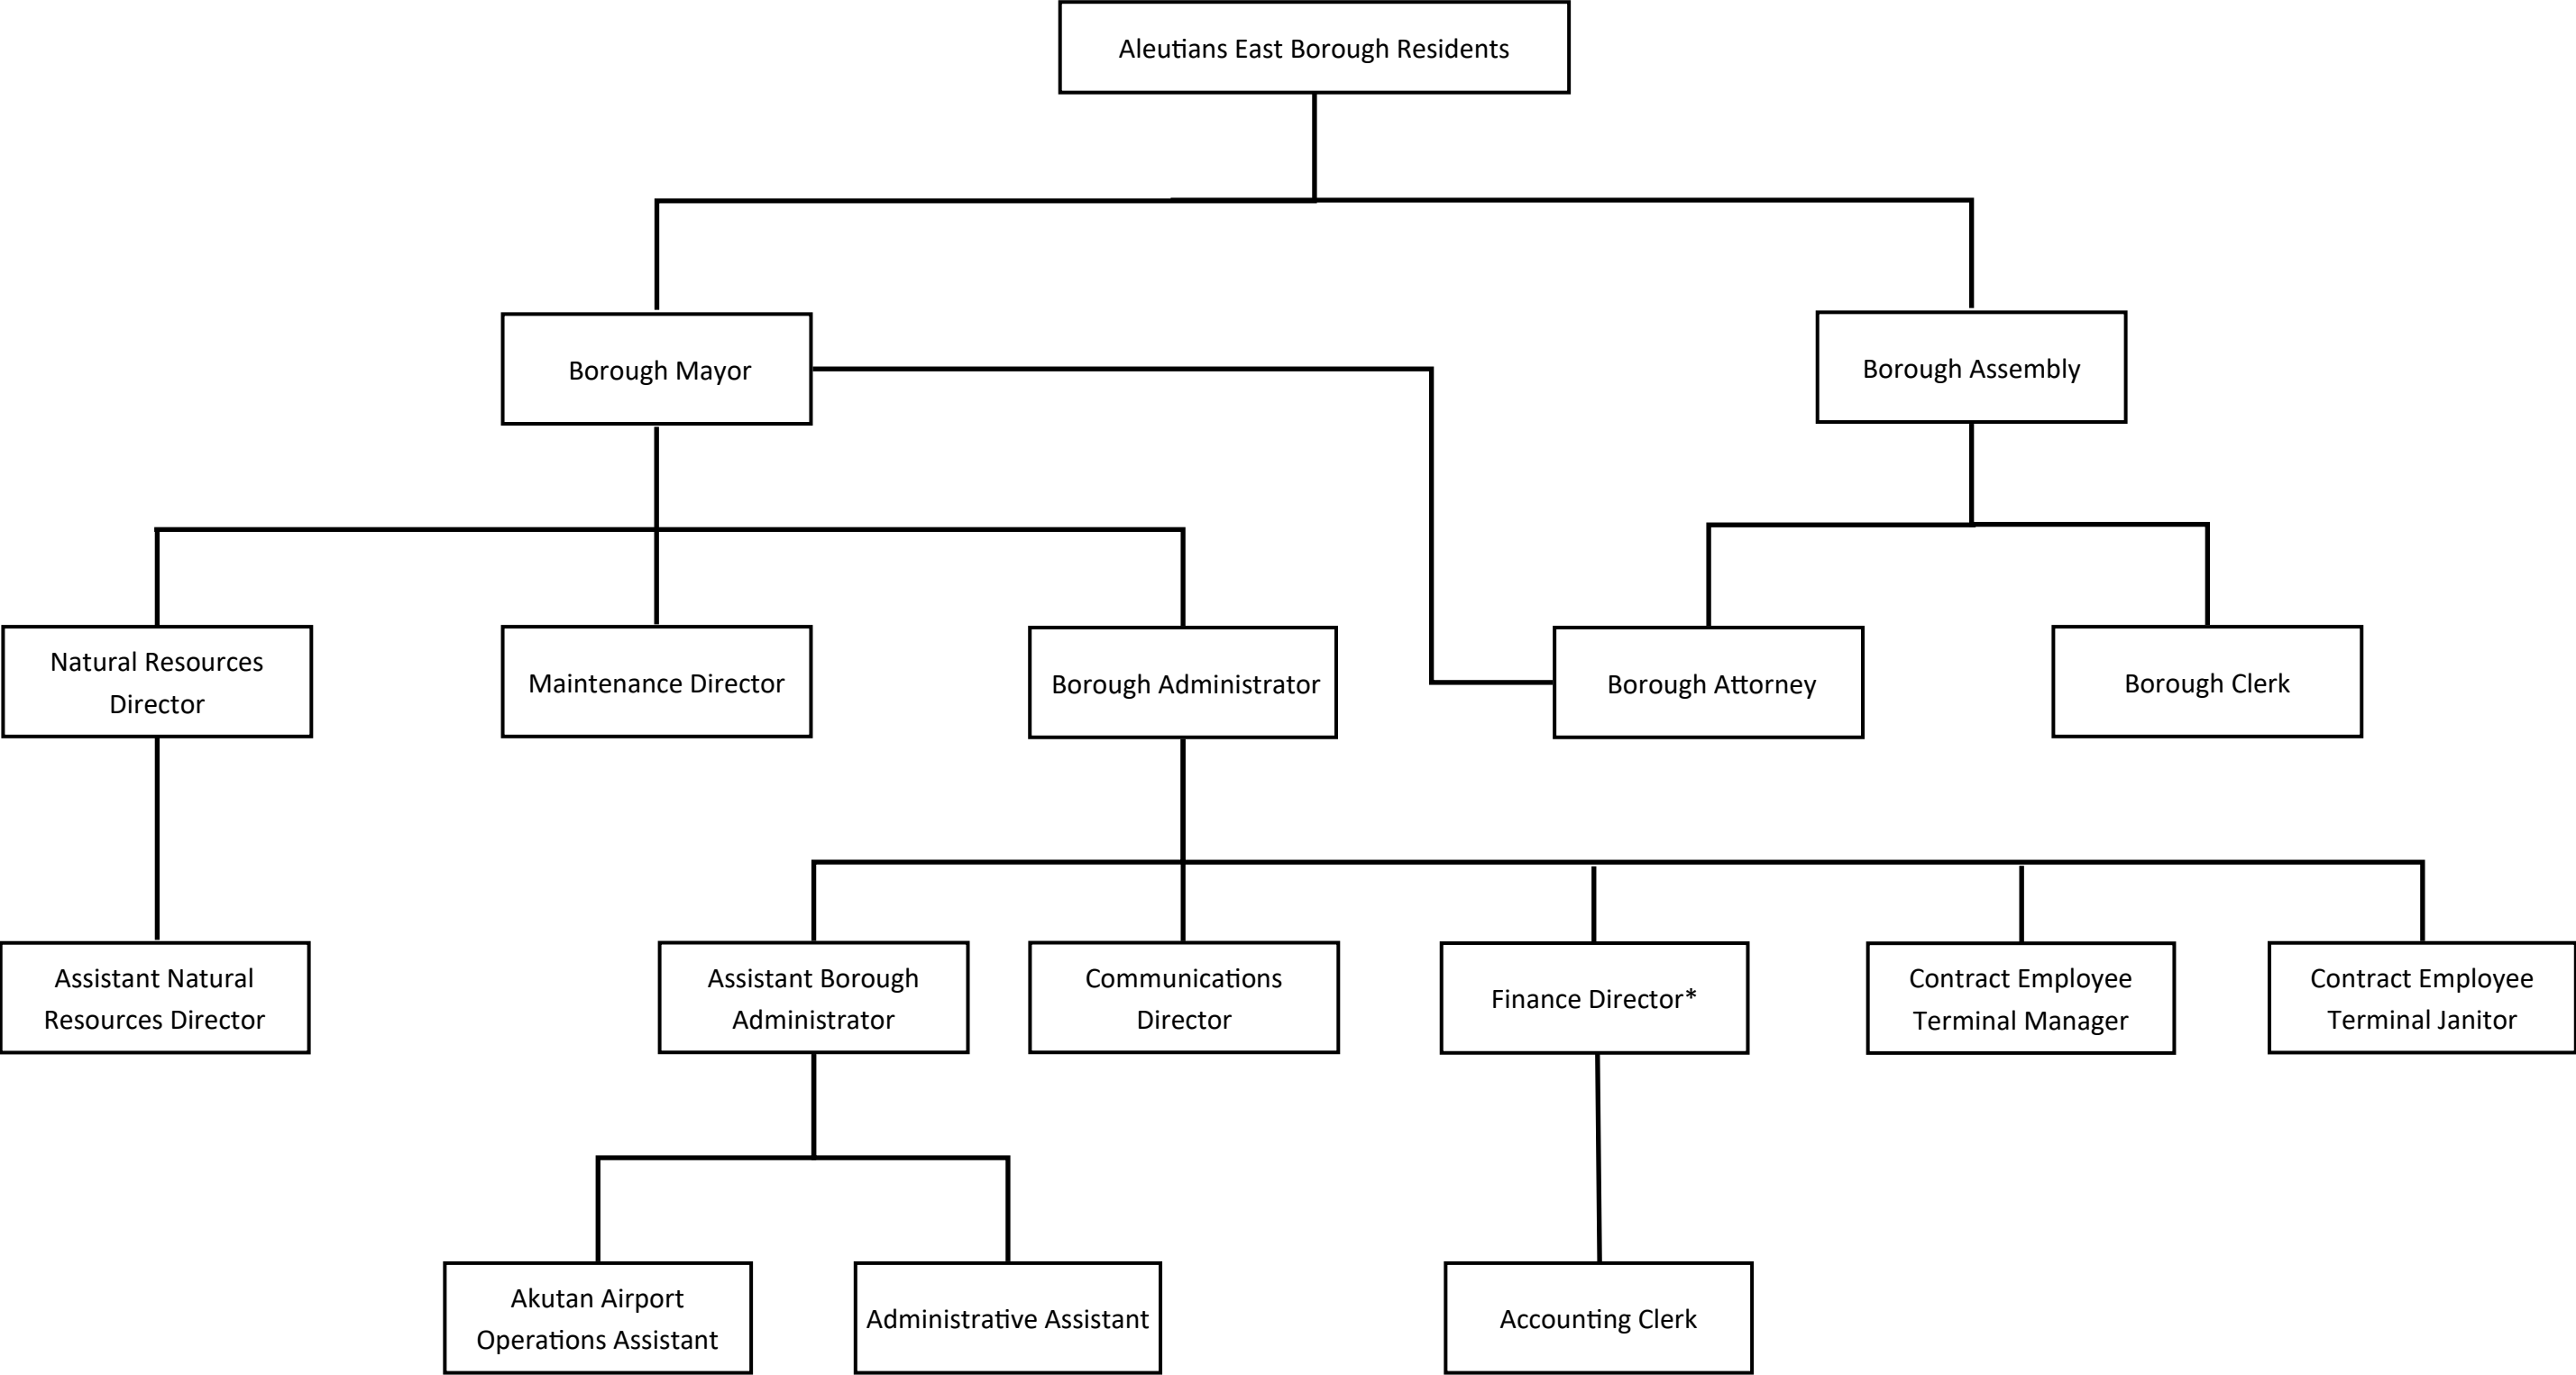 Aleutians East Borough Residents
Borough Mayor
Borough Assembly
Natural Resources
Director
Maintenance Director
Borough Administrator
Borough Attorney
Borough Clerk
Assistant Natural
Resources Director
Assistant Borough
Administrator
Communications
Director
Finance Director*
Contract Employee
Terminal Manager
Contract Employee
Terminal Janitor
Akutan Airport
Operations Assistant
Administrative Assistant
Accounting Clerk